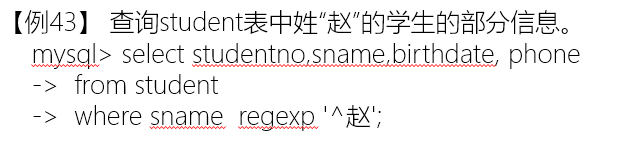 【例43】 查询student表中姓“赵”的学生的部分信息。
mysql> select studentno,sname,birthdate, phone
-> from student
-> where sname regexp '^赵';